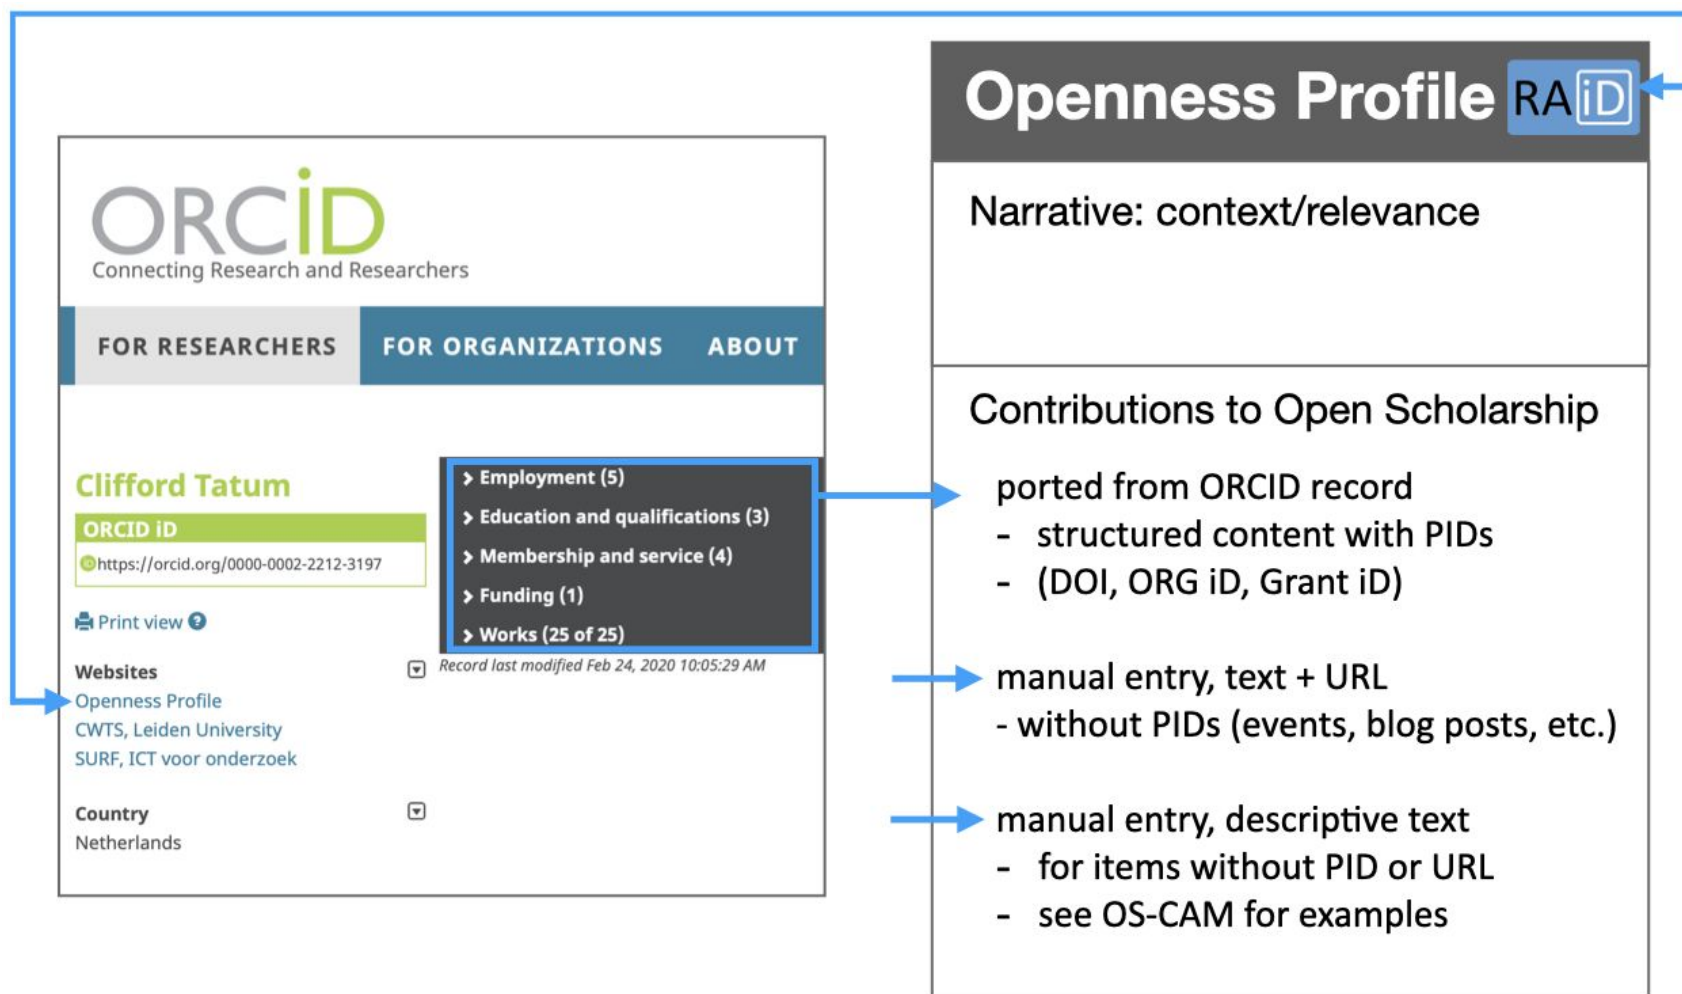 ORCiD
Connecting Research and Researchers
FOR RESEARCHERS FOR ORGANIZATIONS ABOUT
Clifford Tatum
ORCID iD
iD https://orcid.org/0000-0002-2212-3197
Print view ?
Websites
Openness Profile
CWTS, Leiden University
SURF, ICT voor onderzoek
Country
Netherlands
Employment (5)
Education and qualifications (3)
Membership and service (4)
Funding (1)
Works (25 of 25)
Record last modified Feb 24, 2020 10:05:29 AM
Openness Profile RAiD
Narrative: context/relevance
Contributions to Open Scholarship
ported from ORCID record
- structured content with PIDs
- (DOI, ORG iD, Grant iD)
manual entry, text + URL
- without PIDs (events, blog posts, etc.)
manual entry, descriptive text
- for items without PID or URL
- see OS-CAM for examples